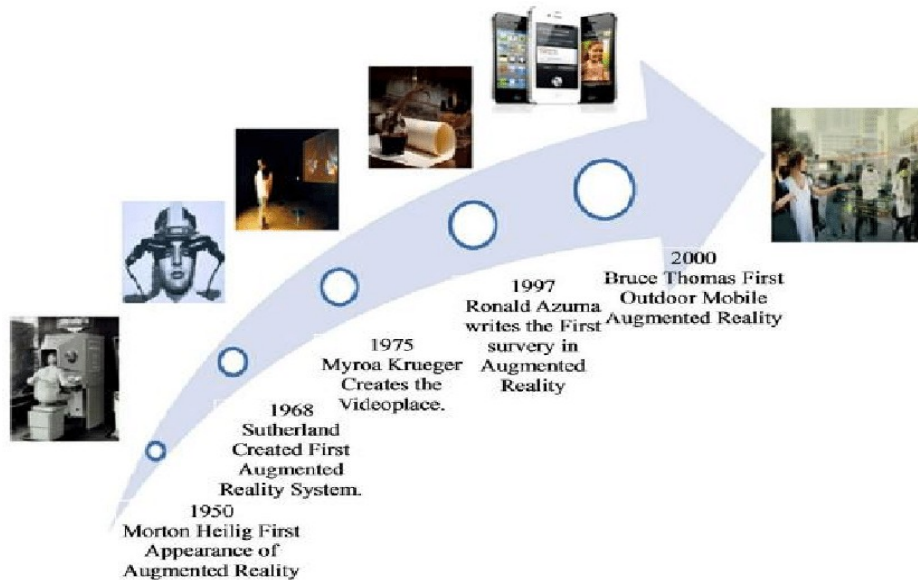 1950
Morton Heilig First
Appearance of
Augmented Reality
1968
Sutherland
Created First
Augmented
Reality System.
1975
Myroa Krueger
Creates the
Videoplace.
1997
Ronald Azuma
writes the First
survery in
Augmented
Reality
2000
Bruce Thomas First
Outdoor Mobile
Augmented Reality